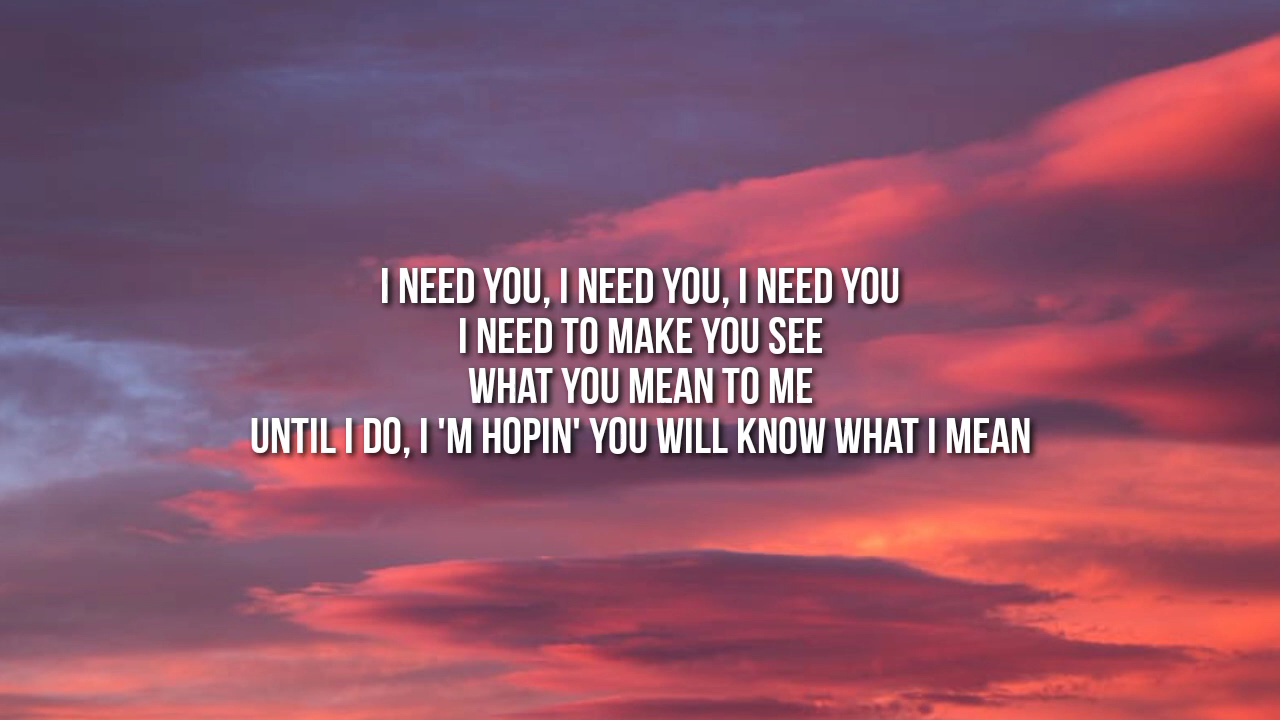 I NEED YOU, I NEED YOU, I NEED YOU
I NEED TO MAKE YOU SEE
WHAT YOU MEAN TO ME
UNTIL I DO, I 'M HOPIN' YOU WILL KNOW WHAT I MEAN